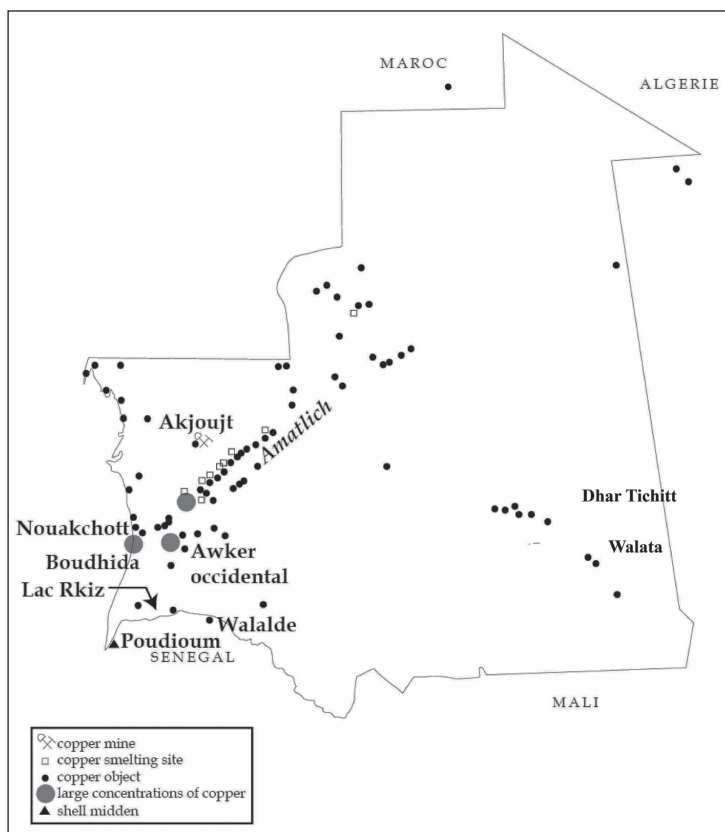 MAROC
ALGERIE
Akjoujt
Amatlich
Dhar Tichitt
Nouakchott
Walata
Boudhida
Awker
occidental
Lac Rkiz
Walalde
Poudioum
SENEGAL
MALI
copper mine
copper smelting site
copper object
large concentrations of copper
shell midden